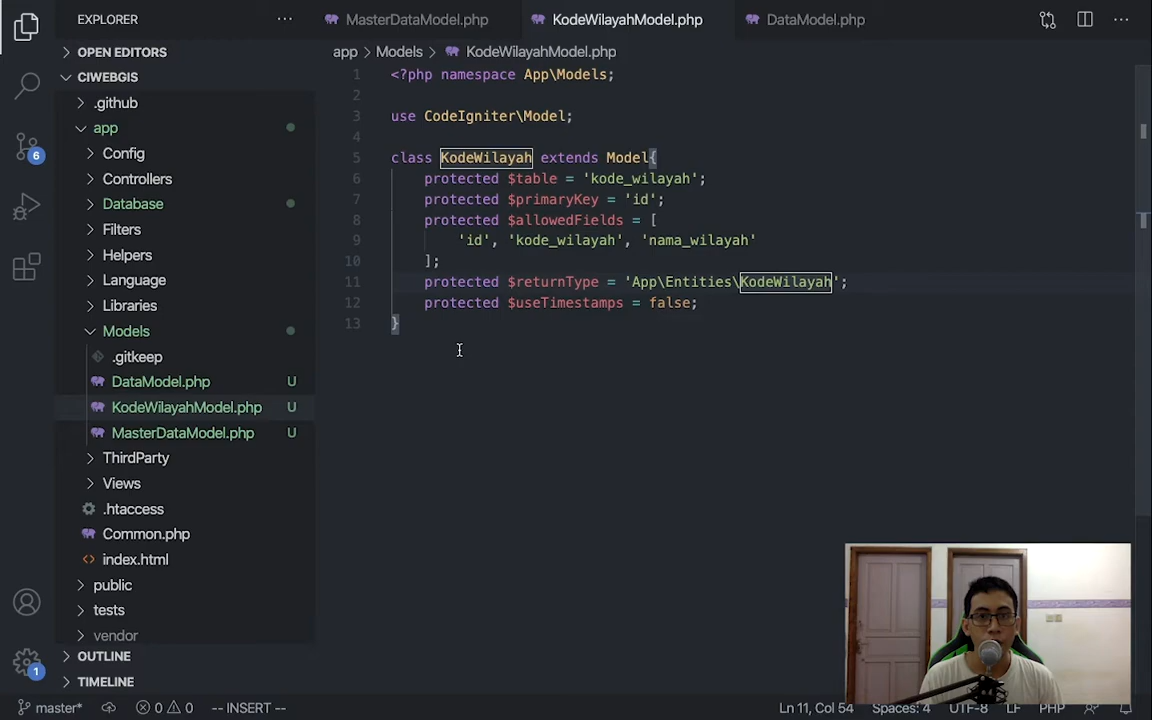 EXPLORER
OPEN EDITORS
CIWEBGIS
.github
app
Config
Controllers
Database
Filters
Helpers
Language
Libraries
Models
.gitkeep
DataModel.php U
KodeWilayahModel.php U
MasterDataModel.php U
ThirdParty
Views
.htaccess
Common.php
index.html
public
tests
vendor
OUTLINE
TIMELINE
6
1
MasterDataModel.php KodeWilayahModel.php DataModel.php
app > Models > KodeWilayahModel.php
1 <?php namespace App\Models;
2
3 use CodeIgniter\Model;
4
5 class KodeWilayah extends Model{
6 protected $table = 'kode_wilayah';
7 protected $primaryKey = 'id';
8 protected $allowedFields = [
9 'id', 'kode_wilayah', 'nama_wilayah'
10 ];
11 protected $returnType = 'App\Entities\KodeWilayah';
12 protected $useTimestamps = false;
13 }
master* 0 0 -- INSERT -- Ln 11, Col 54 Spaces: 4 UTF-8 LF PHP